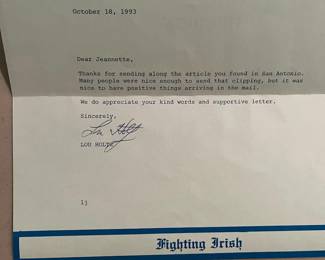 October 18, 1993
Dear Jeannette,
Thanks for sending along the article you found in San Antonio.
Many people were nice enough to send that clipping, but it was
nice to have positive things arriving in the mail.
We do appreciate your kind words and supportive letter.
Sincerely,
Lou Holtz
LOU HOLTZ
lj
Fighting Irish